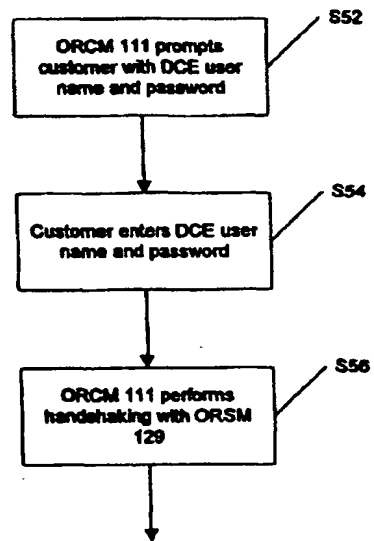 S52
ORCM 111 prompts
customer with DCE user
name and password
S54
Customer enters DCE user
name and password
S56
ORCM 111 performs
handshaking with ORSM
129